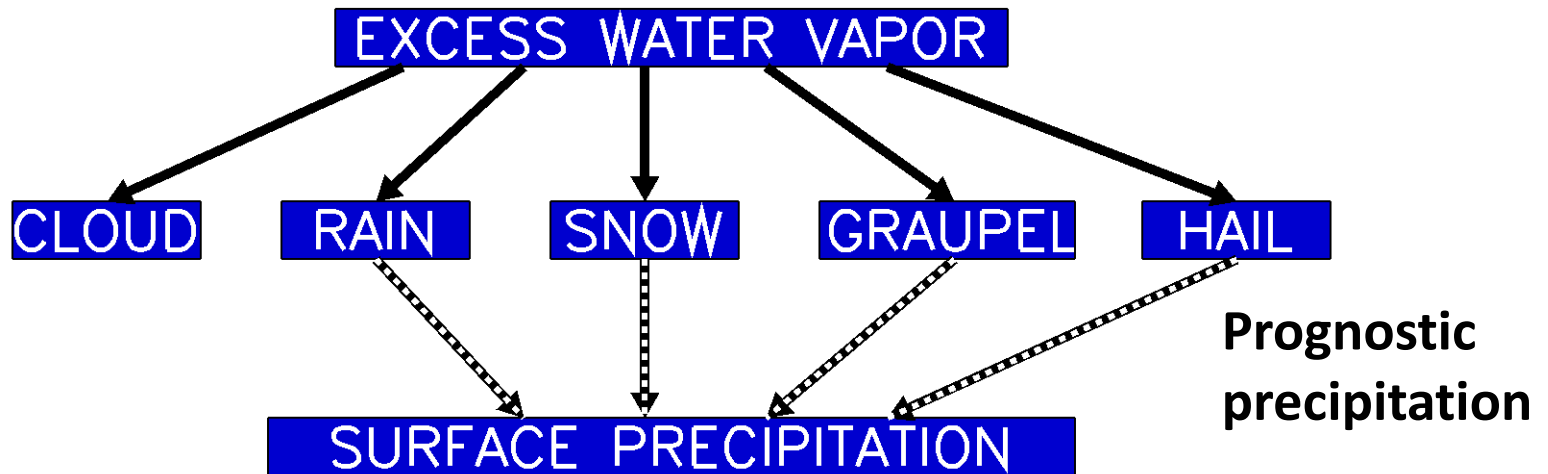 EXCESS WATER VAPOR
CLOUD
RAIN
SNOW
GRAUPEL
HAIL
Prognostic
precipitation
SURFACE PRECIPITATION